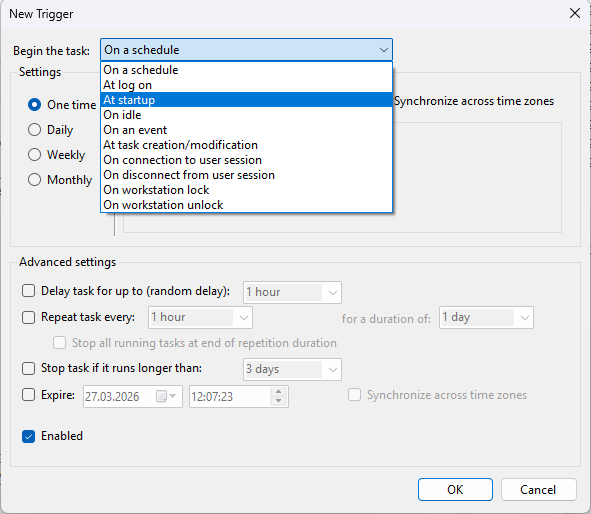 New Trigger
Begin the task: On a schedule
Settings
On a schedule
At log on
At startup
On idle
On an event
At task creation/modification
On connection to user session
On disconnect from user session
On workstation lock
On workstation unlock
One time
Daily
Weekly
Monthly
Synchronize across time zones
Advanced settings
Delay task for up to (random delay): 1 hour
Repeat task every: 1 hour for a duration of: 1 day
Stop all running tasks at end of repetition duration
Stop task if it runs longer than: 3 days
Expire: 27.03.2026 12:07:23 Synchronize across time zones
Enabled
OK Cancel